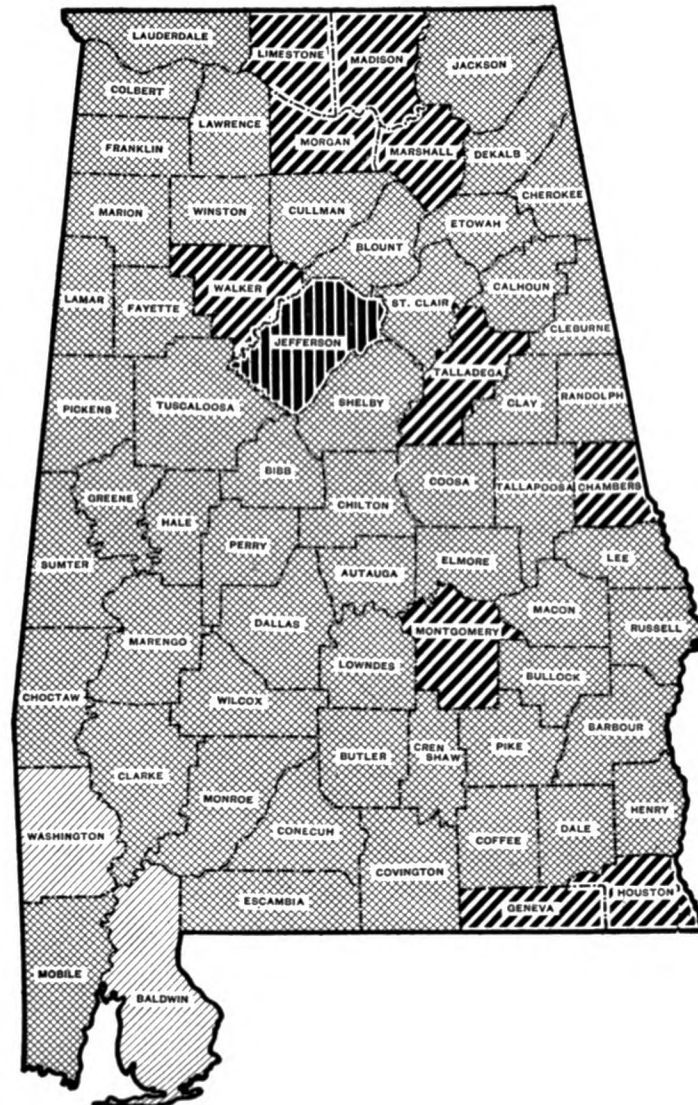 LAUDERDALE
LIMESTONE
MADISON
JACKSON
COLBERT
LAWRENCE
FRANKLIN
MORGAN
MARSHALL
DEKALB
CHEROKEE
MARION
WINSTON
CULLMAN
ETOWAH
BLOUNT
WALKER
CALHOUN
LAMAR
FAYETTE
ST. CLAIR
CLEBURNE
JEFFERSON
TALLADEGA
PICKENS
TUSCALOOSA
SHELBY
CLAY
RANDOLPH
BIBB
GREENE
HALE
CHILTON
COOSA
TALLAPOOSA
CHAMBERS
PERRY
SUMTER
AUTAUGA
ELMORE
LEE
MACON
DALLAS
MONTGOMERY
RUSSELL
MARENGO
LOWNDES
BULLOCK
CHOCTAW
WILCOX
BARBOUR
CLARKE
BUTLER
CREN
SHAW
PIKE
MONROE
HENRY
WASHINGTON
CONECUH
COFFEE
DALE
COVINGTON
ESCAMBIA
GENEVA
HOUSTON
MOBILE
BALDWIN